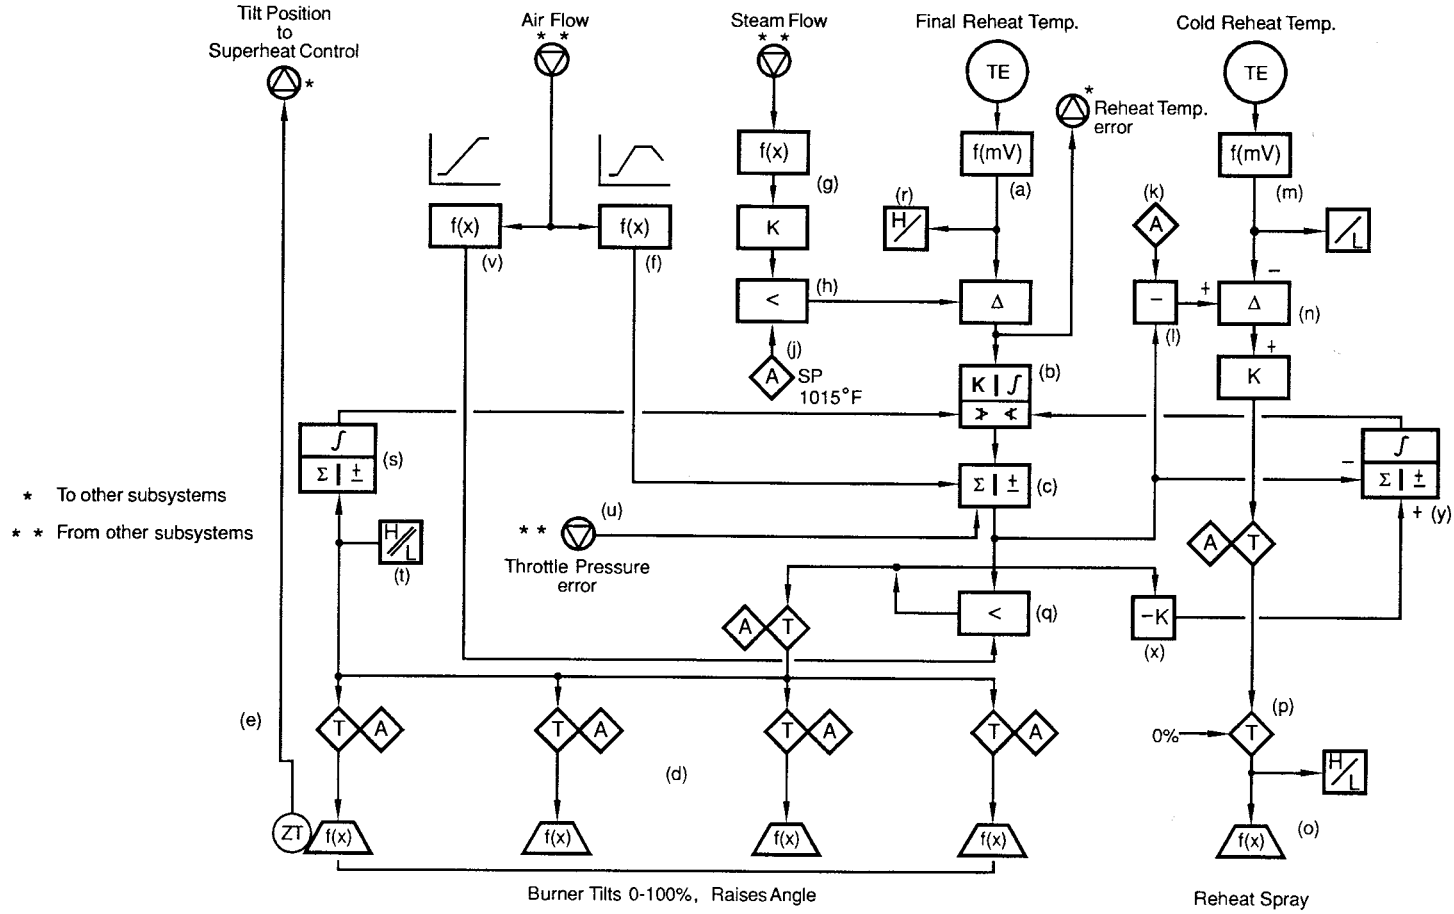 Tilt Position
to
Superheat Control
*
Air Flow
* *
Steam Flow
* *
Final Reheat Temp.
TE
Cold Reheat Temp.
TE
*
Reheat Temp.
error
f(x)
(g)
f(mV)
(a)
f(mV)
(m)
f(x)
(v)
f(x)
(f)
K
(r)
H
(k)
A
L
<
(h)
Δ
−
(l)
+
−
Δ
(n)
(j)
A
SP
1015°F
K | ∫
≯ ≮
(b)
+
K
∫
Σ | ±
(s)
Σ | ±
(c)
∫
Σ | ±
−
+
(y)
* To other subsystems
* * From other subsystems
H
L
(t)
* *
(u)
Throttle Pressure
error
A
T
A
T
<
(q)
−K
(x)
(e)
T
A
T
A
T
A
T
A
(d)
0%
T
(p)
H
L
ZT
f(x)
f(x)
f(x)
f(x)
f(x)
(o)
Burner Tilts 0-100%, Raises Angle
Reheat Spray